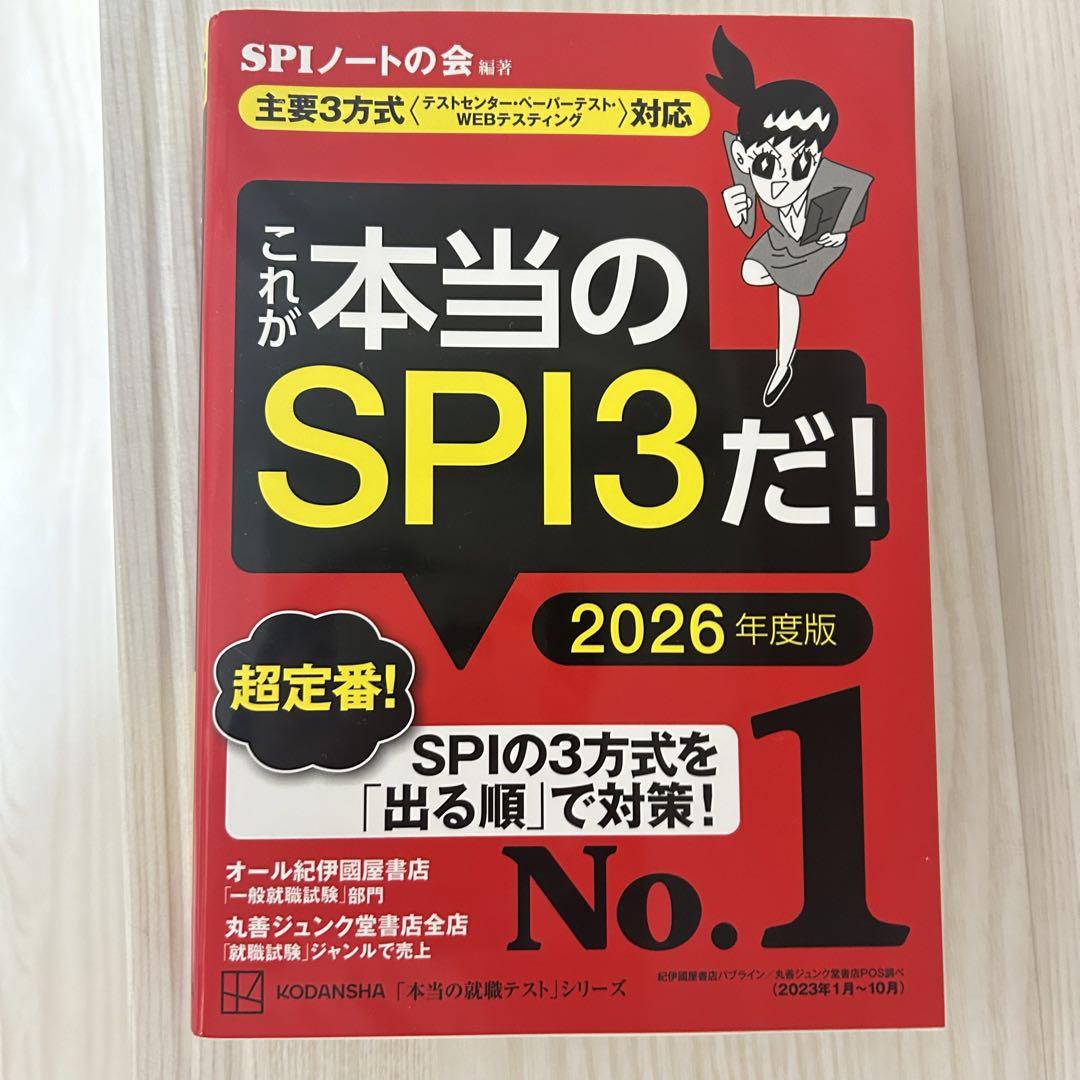 SPIノートの会 編著
主要3方式〈テストセンター・ペーパーテスト・WEBテスティング〉対応
これが
本当の
SPI3だ!
2026年度版
超定番!
SPIの3方式を
「出る順」で対策!
オール紀伊國屋書店
「一般就職試験」部門
丸善ジュンク堂書店全店
「就職試験」ジャンルで売上
No.1
紀伊國屋書店パブライン/丸善ジュンク堂書店POS調べ
(2023年1月〜10月)
KODANSHA「本当の就職テスト」シリーズ